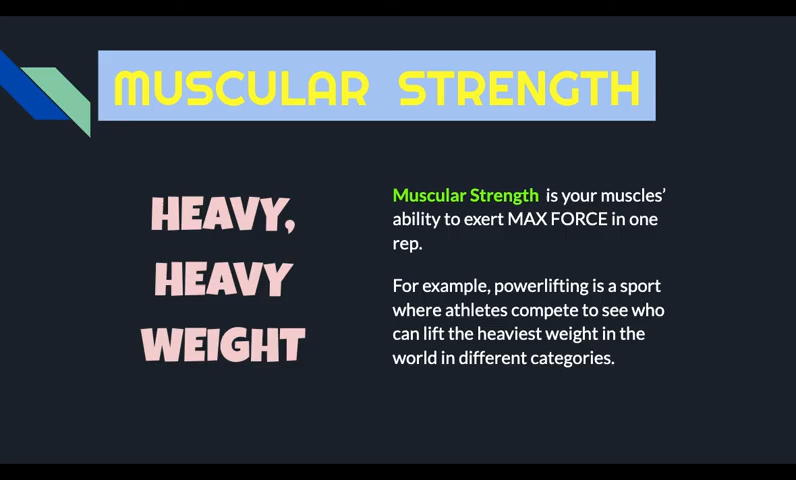 MUSCULAR STRENGTH
HEAVY,
HEAVY
WEIGHT
Muscular Strength is your muscles’
ability to exert MAX FORCE in one
rep.
For example, powerlifting is a sport
where athletes compete to see who
can lift the heaviest weight in the
world in different categories.